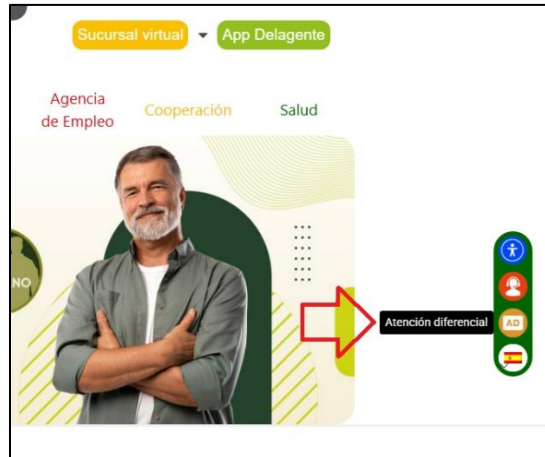 Sucursal virtual
App Delagente
Agencia
de Empleo
Cooperación
Salud
NO
Atención diferencial
AD